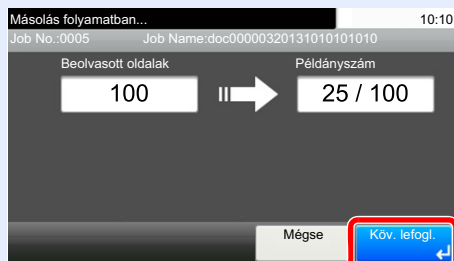 Másolás folyamatban... 10:10
Job No.:0005 Job Name:doc00000320131010101010
Beolvasott oldalak Példányszám
100 25 / 100
Mégse Köv. lefogl.